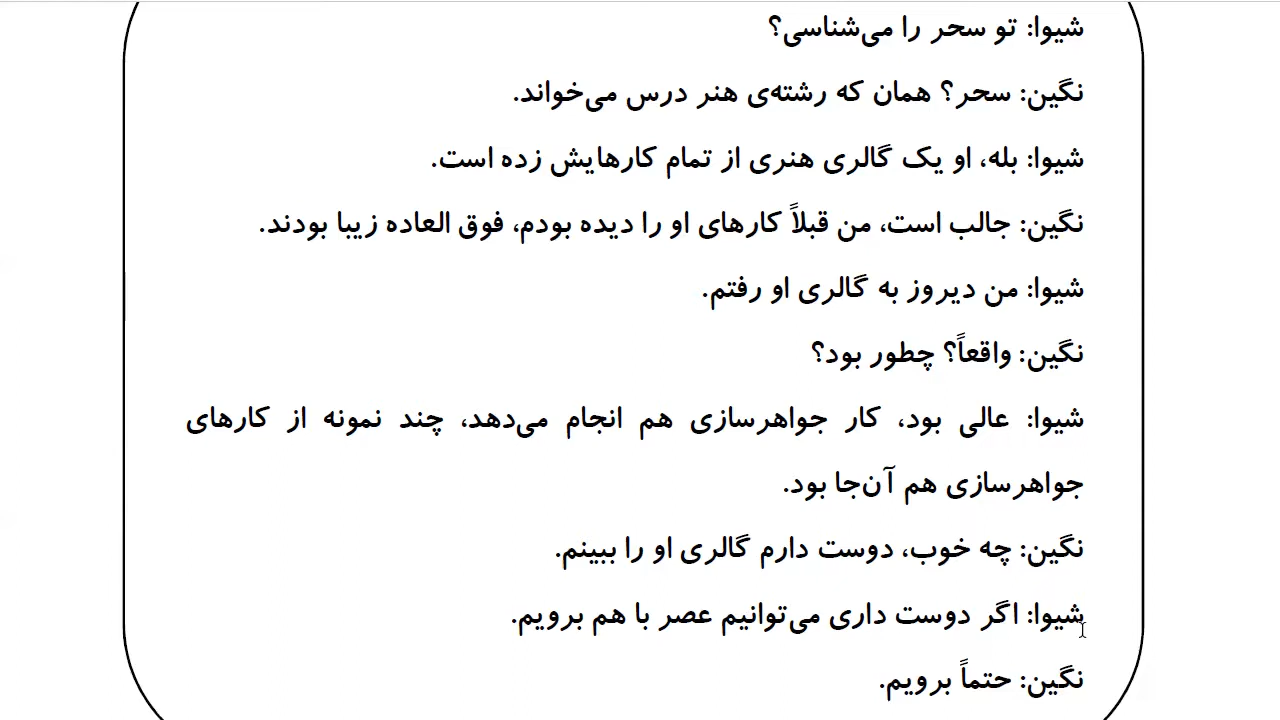 شیوا: تو سحر را می‌شناسی؟
نگین: سحر؟ همان که رشته‌ی هنر درس می‌خواند.
شیوا: بله، او یک گالری هنری از تمام کارهایش زده است.
نگین: جالب است، من قبلاً کارهای او را دیده بودم، فوق العاده زیبا بودند.
شیوا: من دیروز به گالری او رفتم.
نگین: واقعاً؟ چطور بود؟
شیوا: عالی بود، کار جواهرسازی هم انجام می‌دهد، چند نمونه از کارهای
جواهرسازی هم آن‌جا بود.
نگین: چه خوب، دوست دارم گالری او را ببینم.
شیوا: اگر دوست داری می‌توانیم عصر با هم برویم.
نگین: حتماً برویم.